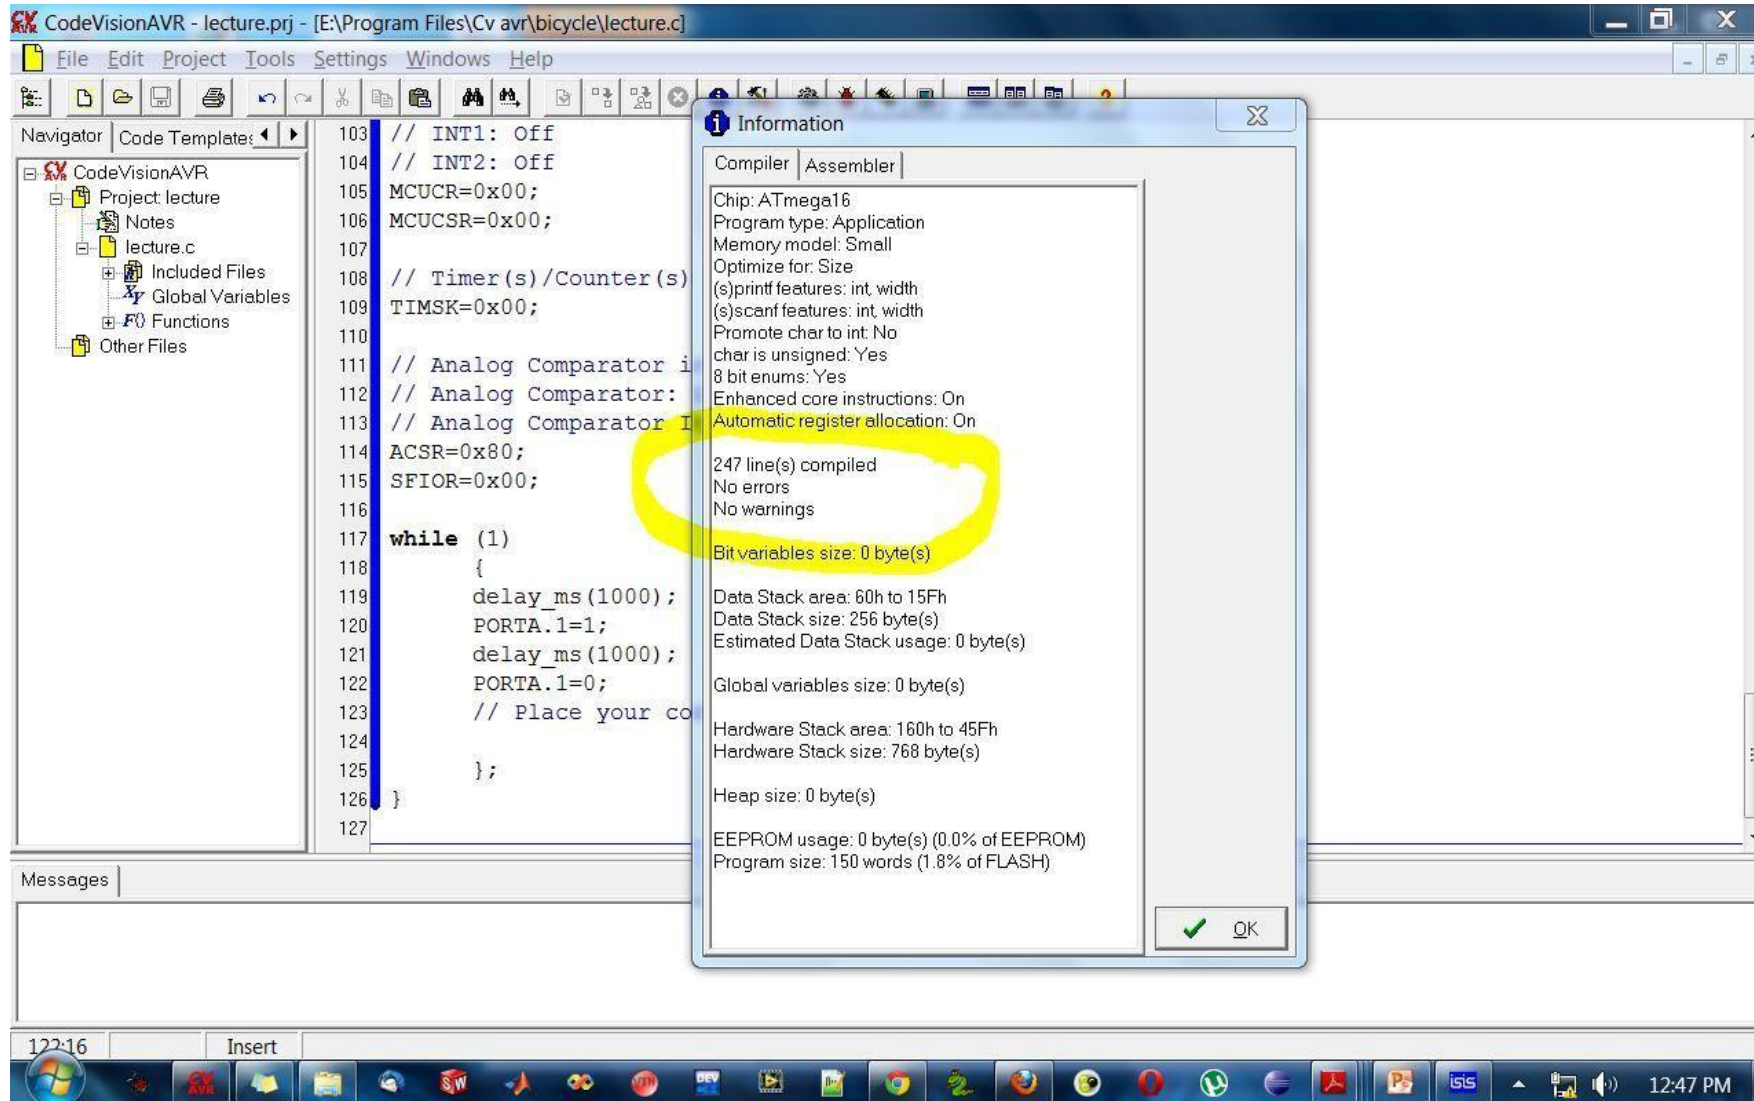 CodeVisionAVR - lecture.prj - [E:\Program Files\Cv avr\bicycle\lecture.c]
File Edit Project Tools Settings Windows Help
Navigator Code Templates
CodeVisionAVR
Project: lecture
Notes
lecture.c
Included Files
Global Variables
Functions
Other Files
103 // INT1: Off
104 // INT2: Off
105 MCUCR=0x00;
106 MCUCSR=0x00;
107
108 // Timer(s)/Counter(s)
109 TIMSK=0x00;
110
111 // Analog Comparator i
112 // Analog Comparator:
113 // Analog Comparator I
114 ACSR=0x80;
115 SFIOR=0x00;
116
117 while (1)
118 {
119 delay_ms(1000);
120 PORTA.1=1;
121 delay_ms(1000);
122 PORTA.1=0;
123 // Place your co
124
125 };
126 }
127
Information
Compiler Assembler
Chip: ATmega16
Program type: Application
Memory model: Small
Optimize for: Size
(s)printf features: int, width
(s)scanf features: int, width
Promote char to int: No
char is unsigned: Yes
8 bit enums: Yes
Enhanced core instructions: On
Automatic register allocation: On
247 line(s) compiled
No errors
No warnings
Bit variables size: 0 byte(s)
Data Stack area: 60h to 15Fh
Data Stack size: 256 byte(s)
Estimated Data Stack usage: 0 byte(s)
Global variables size: 0 byte(s)
Hardware Stack area: 160h to 45Fh
Hardware Stack size: 768 byte(s)
Heap size: 0 byte(s)
EEPROM usage: 0 byte(s) (0.0% of EEPROM)
Program size: 150 words (1.8% of FLASH)
OK
Messages
122:16 Insert
12:47 PM